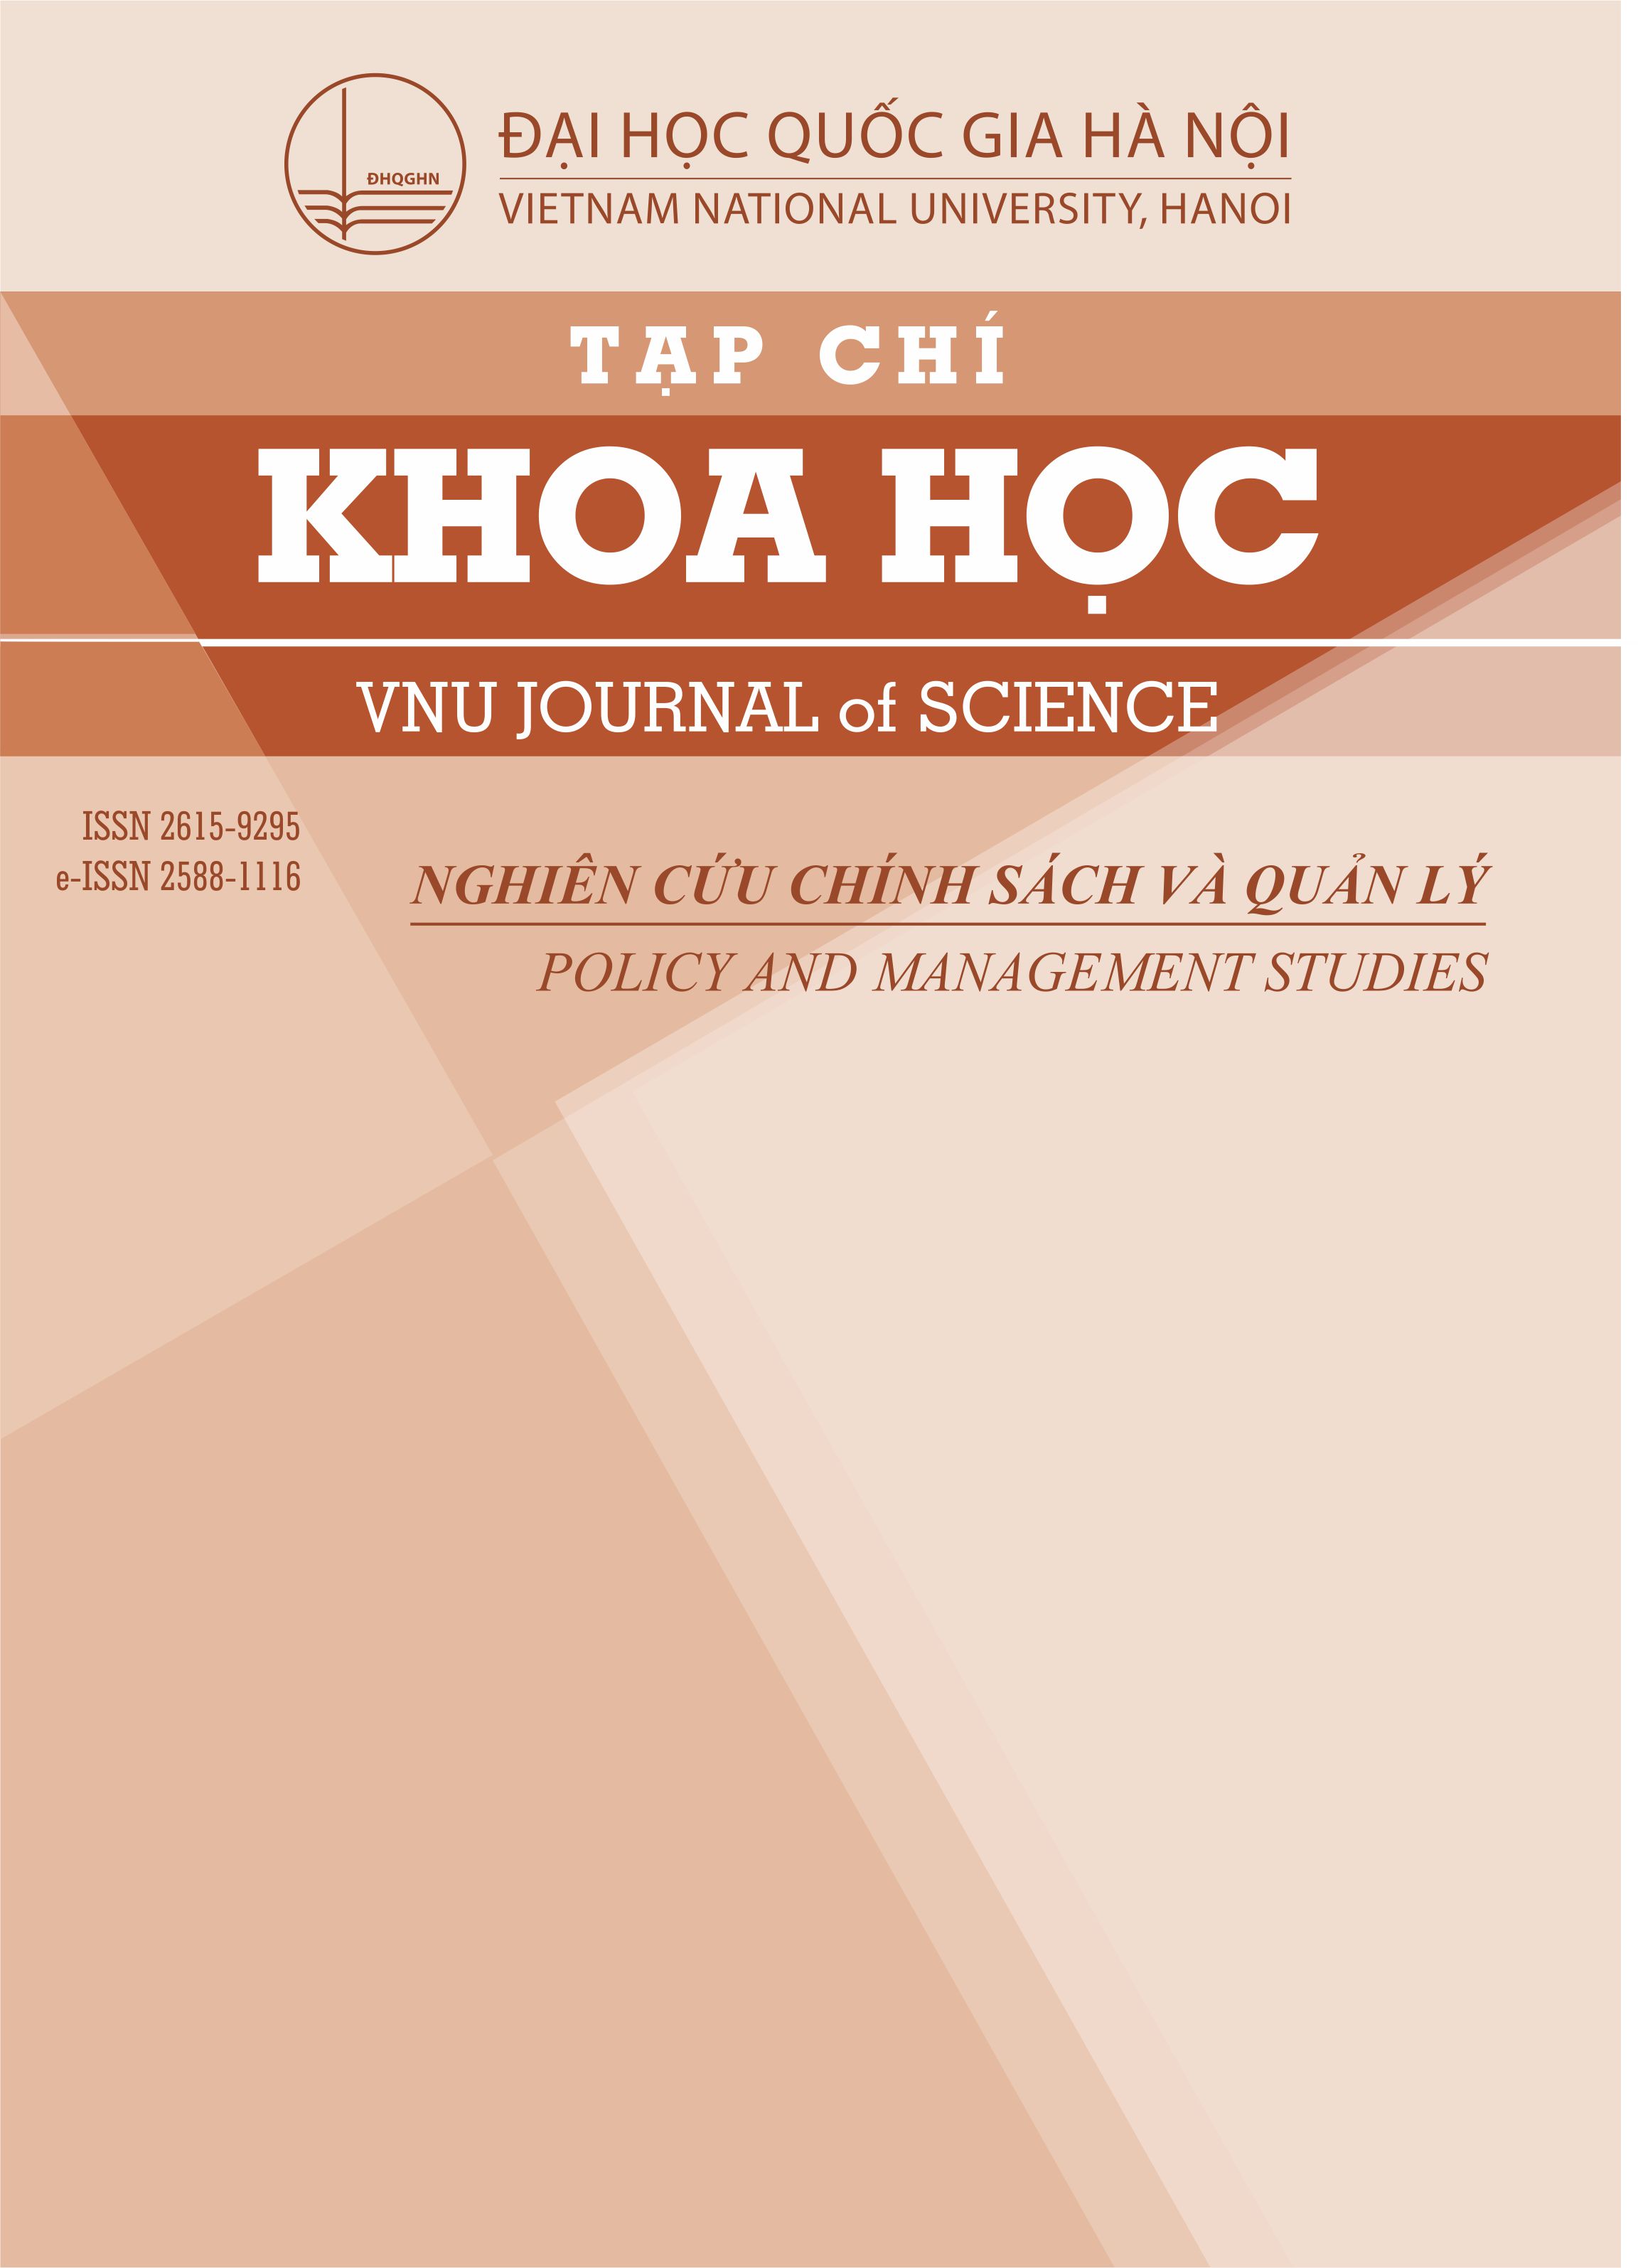 ĐHQGHN
ĐẠI HỌC QUỐC GIA HÀ NỘI
VIETNAM NATIONAL UNIVERSITY, HANOI
TẠP CHÍ
KHOA HỌC
VNU JOURNAL of SCIENCE
ISSN 2615-9295
e-ISSN 2588-1116
NGHIÊN CỨU CHÍNH SÁCH VÀ QUẢN LÝ
POLICY AND MANAGEMENT STUDIES